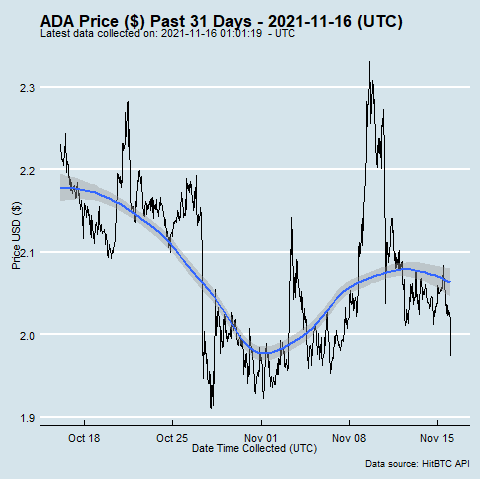 ADA Price ($) Past 31 Days - 2021-11-16 (UTC)
Latest data collected on: 2021-11-16 01:01:19 - UTC
2.3
2.2
2.1
2.0
1.9
Price USD ($)
Oct 18 Oct 25 Nov 01 Nov 08 Nov 15
Date Time Collected (UTC)
Data source: HitBTC API